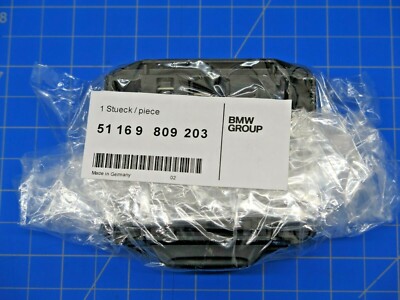 1 Stueck / piece
51 16 9 809 203
BMW
GROUP
Made in Germany
02